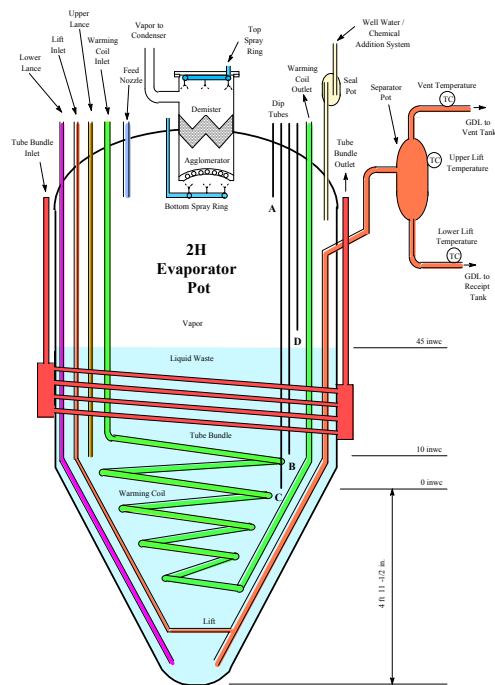 Upper
Lance
Lift
Inlet
Lower
Lance
Warming
Coil
Inlet
Vapor to
Condenser
Feed
Nozzle
Top
Spray
Ring
Well Water /
Chemical
Addition System
Warming
Coil
Outlet
Seal
Pot
Separator
Pot
Vent Temperature
TC
GDL to
Vent Tank
Demister
Dip
Tubes
Agglomerator
Tube Bundle
Inlet
Tube
Bundle
Outlet
TC
Upper Lift
Temperature
Bottom Spray Ring
A
Lower Lift
Temperature
TC
GDL to
Receipt
Tank
2H
Evaporator
Pot
Vapor
D
45 inwc
Liquid Waste
Tube Bundle
B
10 inwc
C
0 inwc
Warming Coil
4 ft 11 -1/2 in.
Lift